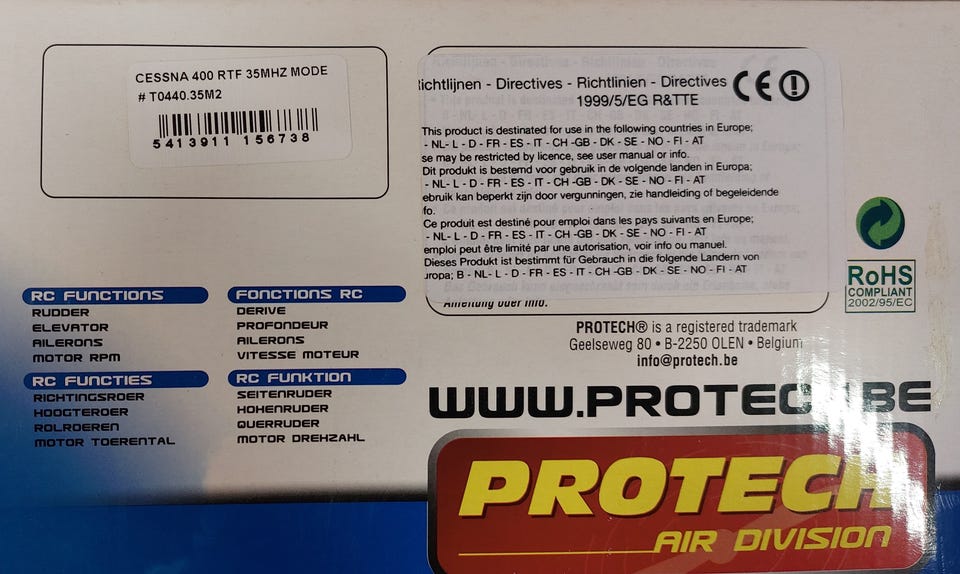 CESSNA 400 RTF 35MHZ MODE
# T0440.35M2
5413911 156738
ichtlijnen - Directives - Richtlinien - Directives
1999/5/EG R&TTE
CE
This product is destinated for use in the following countries in Europe;
- NL- L - D - FR - ES - IT - CH -GB - DK - SE - NO - FI - AT
se may be restricted by licence, see user manual or info.
Dit product is bestemd voor gebruik in de volgende landen in Europa;
- NL- L - D - FR - ES - IT - CH -GB - DK - SE - NO - FI - AT
ebruik kan beperkt zijn door vergunningen, zie handleiding of begeleidende
fo.
Ce produit est destiné pour emploi dans les pays suivants en Europe;
- NL- L - D - FR - ES - IT - CH -GB - DK - SE - NO - FI - AT
emploi peut être limité par une autorisation, voir info ou manuel.
Dieses Produkt ist bestimmt für Gebrauch in die folgende Landern von
uropa; B - NL- L - D - FR - ES - IT - CH -GB - DK - SE - NO - FI - AT
Anleitung oder Info.
RoHS
COMPLIANT
2002/95/EC
PROTECH® is a registered trademark
Geelseweg 80 • B-2250 OLEN • Belgium
info@protech.be
RC FUNCTIONS
RUDDER
ELEVATOR
AILERONS
MOTOR RPM
FONCTIONS RC
DERIVE
PROFONDEUR
AILERONS
VITESSE MOTEUR
RC FUNCTIES
RICHTINGSROER
HOOGTEROER
ROLROEREN
MOTOR TOERENTAL
RC FUNKTION
SEITENRUDER
HOHENRUDER
QUERRUDER
MOTOR DREHZAHL
WWW.PROTECH.BE
PROTECH
AIR DIVISION